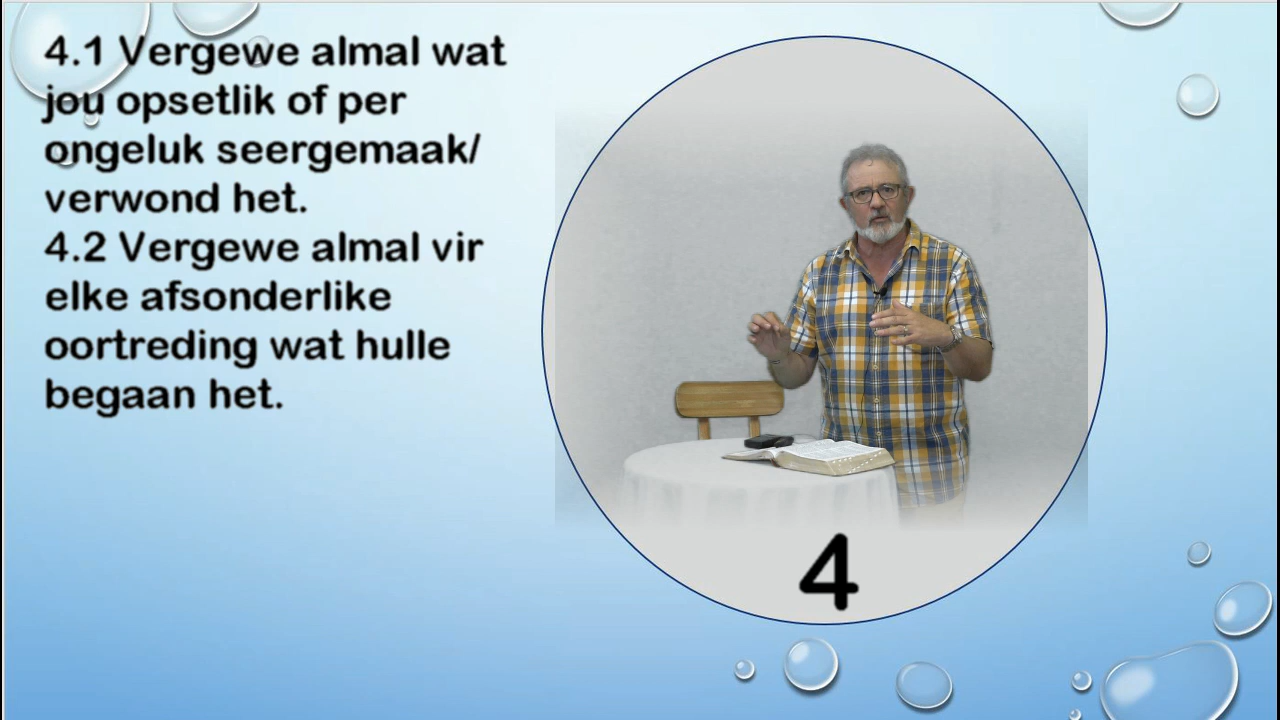 4.1 Vergewe almal wat
jou opsetlik of per
ongeluk seergemaak/
verwond het.
4.2 Vergewe almal vir
elke afsonderlike
oortreding wat hulle
begaan het.
4